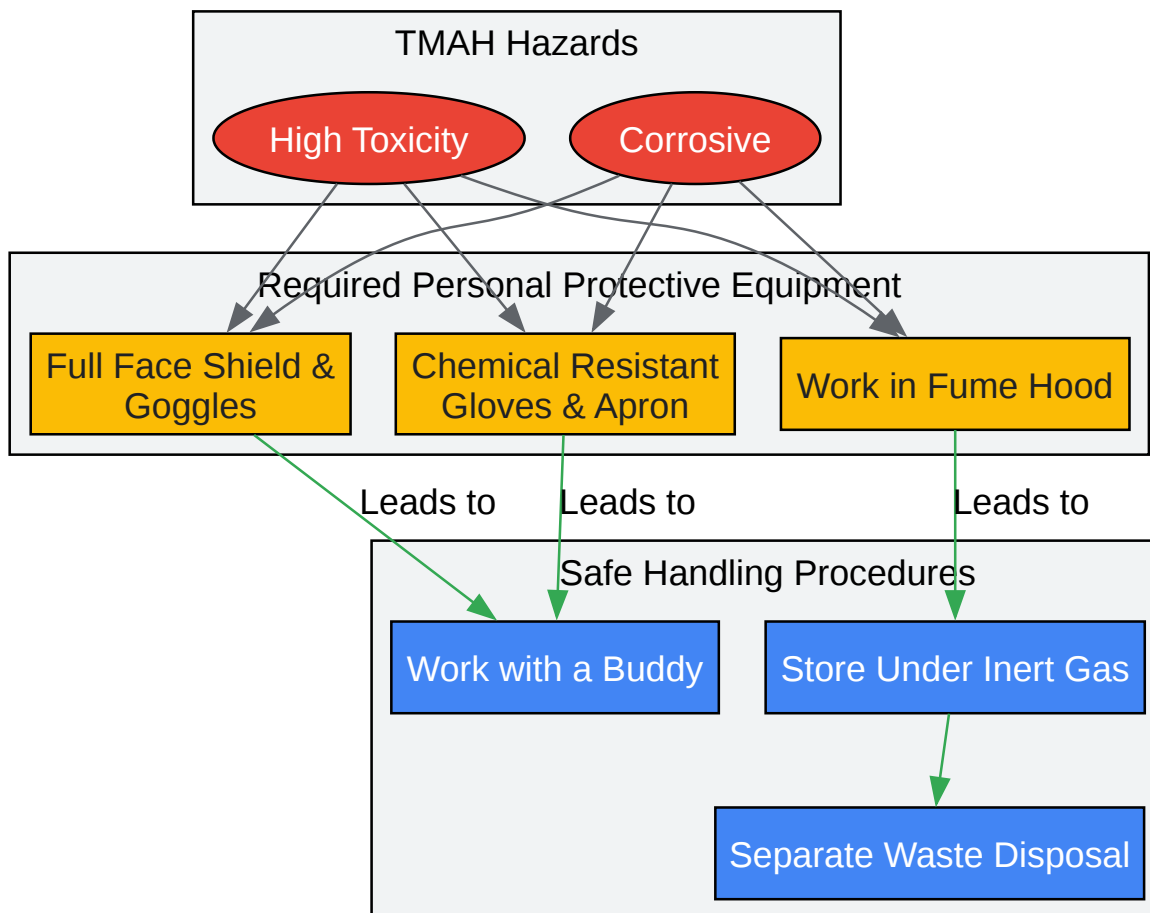 TMAH Hazards
High Toxicity
Corrosive
Required Personal Protective Equipment
Full Face Shield &
Goggles
Chemical Resistant
Gloves & Apron
Work in Fume Hood
Leads to
Leads to
Leads to
Safe Handling Procedures
Work with a Buddy
Store Under Inert Gas
Separate Waste Disposal